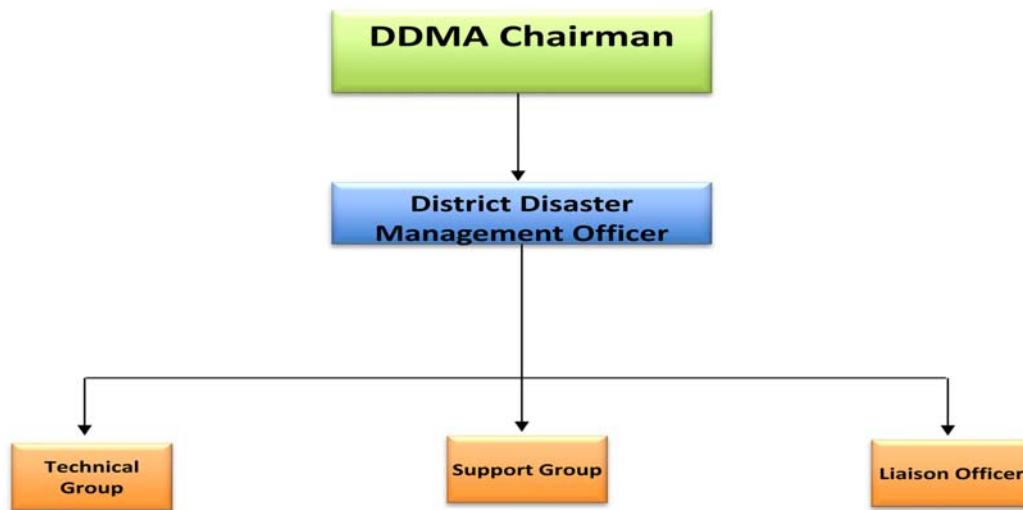 DDMA Chairman
District Disaster
Management Officer
Technical
Group
Support Group
Liaison Officer